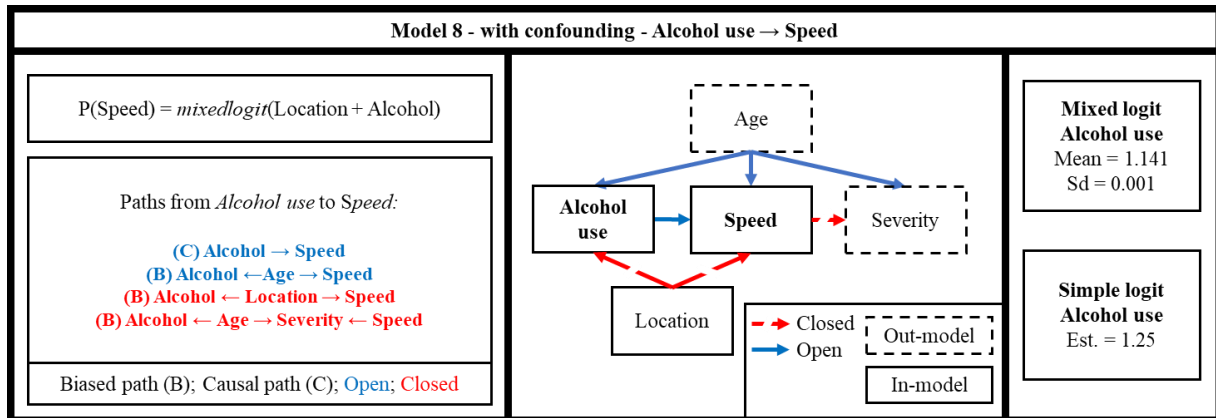 Model 8 - with confounding - Alcohol use → Speed
P(Speed) = mixedlogit(Location + Alcohol)
Paths from Alcohol use to Speed:
(C) Alcohol → Speed
(B) Alcohol ←Age → Speed
(B) Alcohol ← Location → Speed
(B) Alcohol ← Age → Severity ← Speed
Biased path (B); Causal path (C); Open; Closed
Age
Alcohol
use
Speed
Severity
Location
Closed
Open
Out-model
In-model
Mixed logit
Alcohol use
Mean = 1.141
Sd = 0.001
Simple logit
Alcohol use
Est. = 1.25